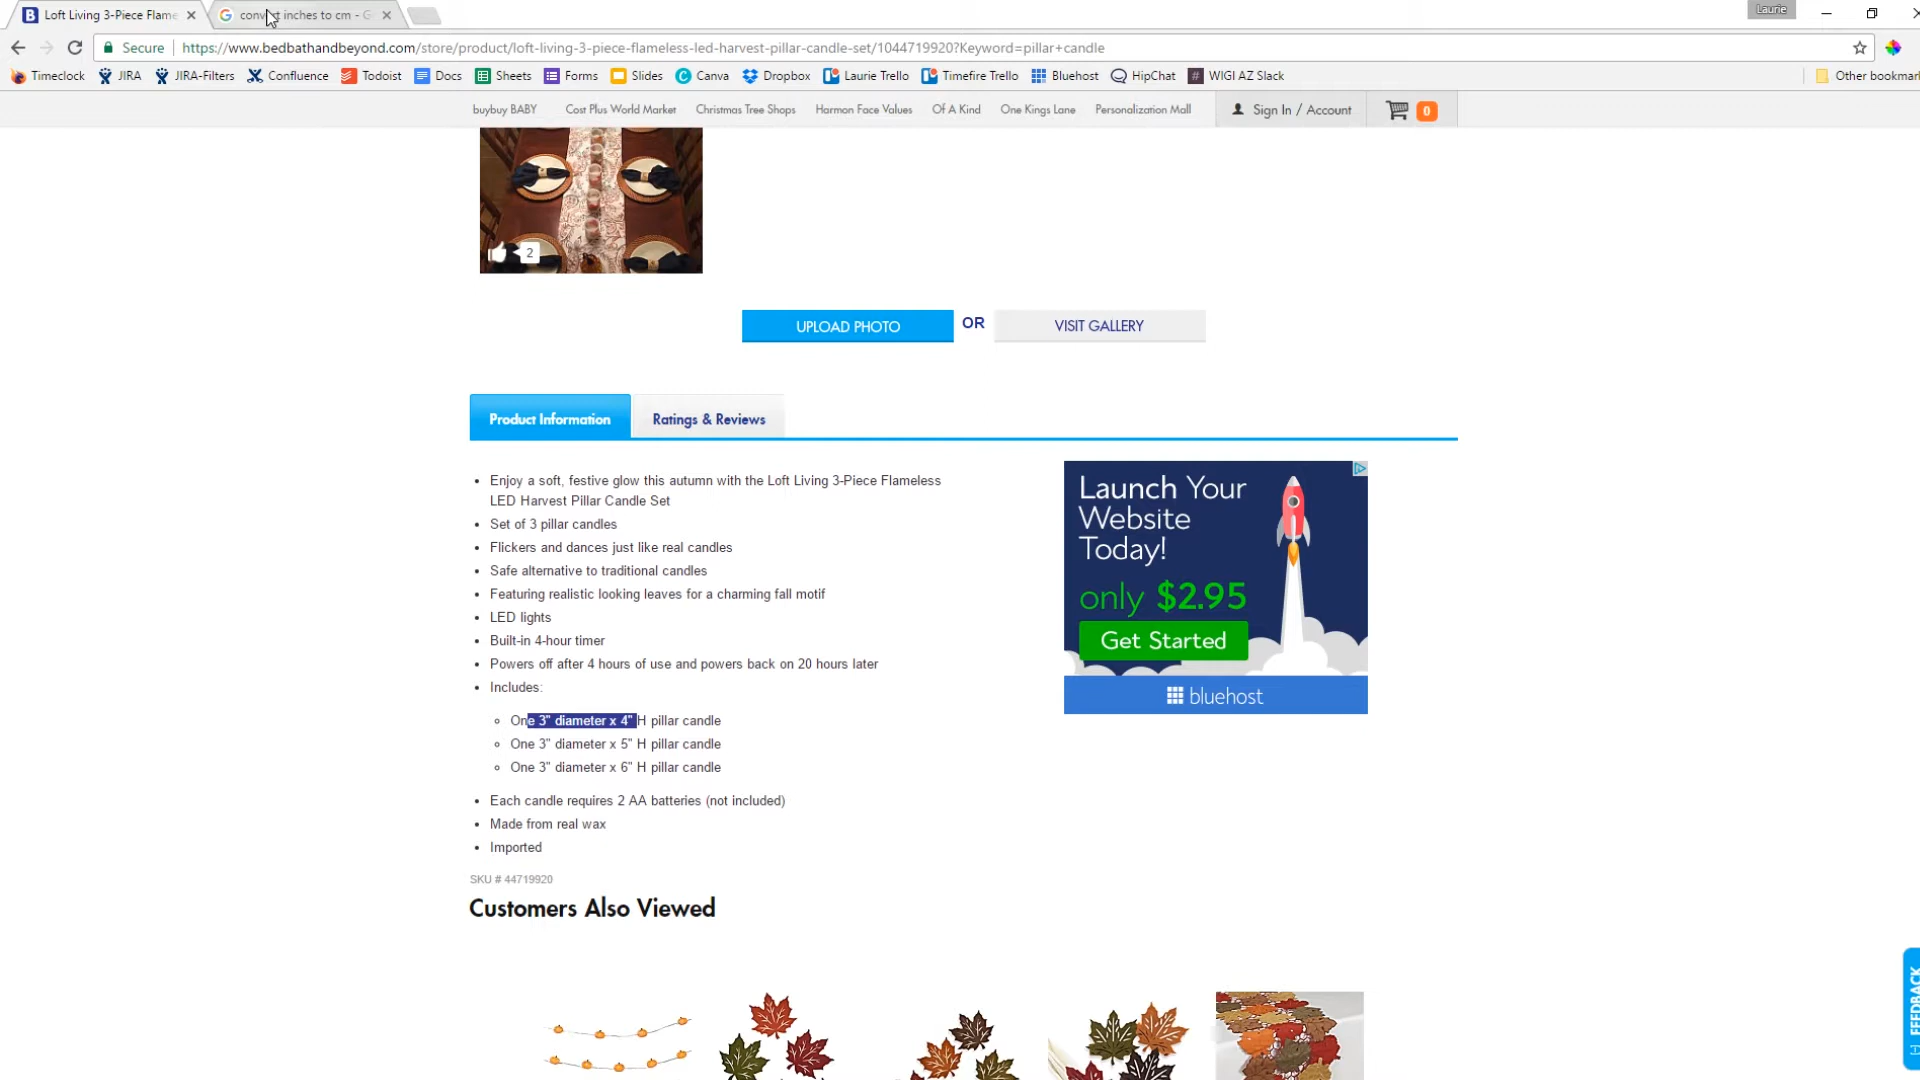 Loft Living 3-Piece Flame
convert inches to cm - G
Laurie
Secure
https://www.bedbathandbeyond.com/store/product/loft-living-3-piece-flameless-led-harvest-pillar-candle-set/1044719920?Keyword=pillar+candle
Timeclock JIRA JIRA-Filters Confluence Todoist Docs Sheets Forms Slides Canva Dropbox Laurie Trello Timefire Trello Bluehost HipChat WIGI AZ Slack Other bookmar
buybuy BABY Cost Plus World Market Christmas Tree Shops Harmon Face Values Of A Kind One Kings Lane Personalization Mall Sign In / Account 0
2
UPLOAD PHOTO OR VISIT GALLERY
Product Information Ratings & Reviews
• Enjoy a soft, festive glow this autumn with the Loft Living 3-Piece Flameless
LED Harvest Pillar Candle Set
• Set of 3 pillar candles
• Flickers and dances just like real candles
• Safe alternative to traditional candles
• Featuring realistic looking leaves for a charming fall motif
• LED lights
• Built-in 4-hour timer
• Powers off after 4 hours of use and powers back on 20 hours later
• Includes:
One 3" diameter x 4" H pillar candle
One 3" diameter x 5" H pillar candle
One 3" diameter x 6" H pillar candle
• Each candle requires 2 AA batteries (not included)
• Made from real wax
• Imported
SKU # 44719920
Launch Your
Website
Today!
only $2.95
Get Started
bluehost
Customers Also Viewed
[-] FEEDBACK